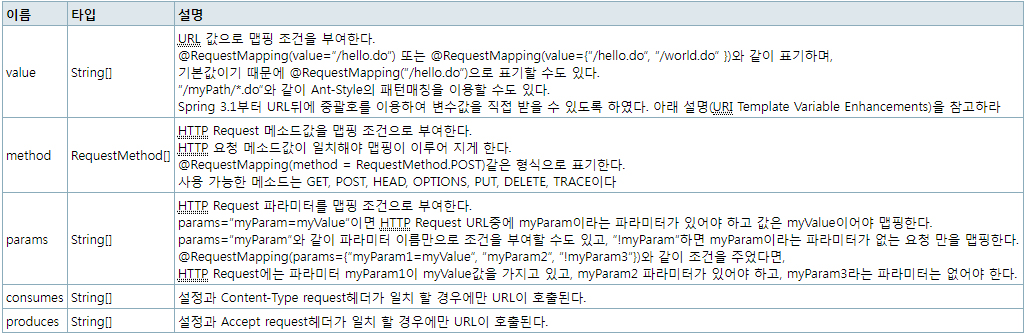 이름 타입 설명
value String[] URL 값으로 맵핑 조건을 부여한다.
@RequestMapping(value="/hello.do") 또는 @RequestMapping(value={"/hello.do", "/world.do" })와 같이 표기하며,
기본값이기 때문에 @RequestMapping("/hello.do")으로 표기할 수도 있다.
"/myPath/*.do"와 같이 Ant-Style의 패턴매칭을 이용할 수도 있다.
Spring 3.1부터 URL뒤에 중괄호를 이용하여 변수값을 직접 받을 수 있도록 하였다. 아래 설명(URI Template Variable Enhancements)을 참고하라
method RequestMethod[] HTTP Request 메소드값을 맵핑 조건으로 부여한다.
HTTP 요청 메소드값이 일치해야 맵핑이 이루어 지게 한다.
@RequestMapping(method = RequestMethod.POST)같은 형식으로 표기한다.
사용 가능한 메소드는 GET, POST, HEAD, OPTIONS, PUT, DELETE, TRACE이다
params String[] HTTP Request 파라미터를 맵핑 조건으로 부여한다.
params="myParam=myValue"이면 HTTP Request URL중에 myParam이라는 파라미터가 있어야 하고 값은 myValue이어야 맵핑한다.
params="myParam"와 같이 파라미터 이름만으로 조건을 부여할 수도 있고, "!myParam"하면 myParam이라는 파라미터가 없는 요청 만을 맵핑한다.
@RequestMapping(params={"myParam1=myValue", "myParam2", "!myParam3"})와 같이 조건을 주었다면,
HTTP Request에는 파라미터 myParam1이 myValue값을 가지고 있고, myParam2 파라미터가 있어야 하고, myParam3라는 파라미터는 없어야 한다.
consumes String[] 설정과 Content-Type request헤더가 일치 할 경우에만 URL이 호출된다.
produces String[] 설정과 Accept request헤더가 일치 할 경우에만 URL이 호출된다.